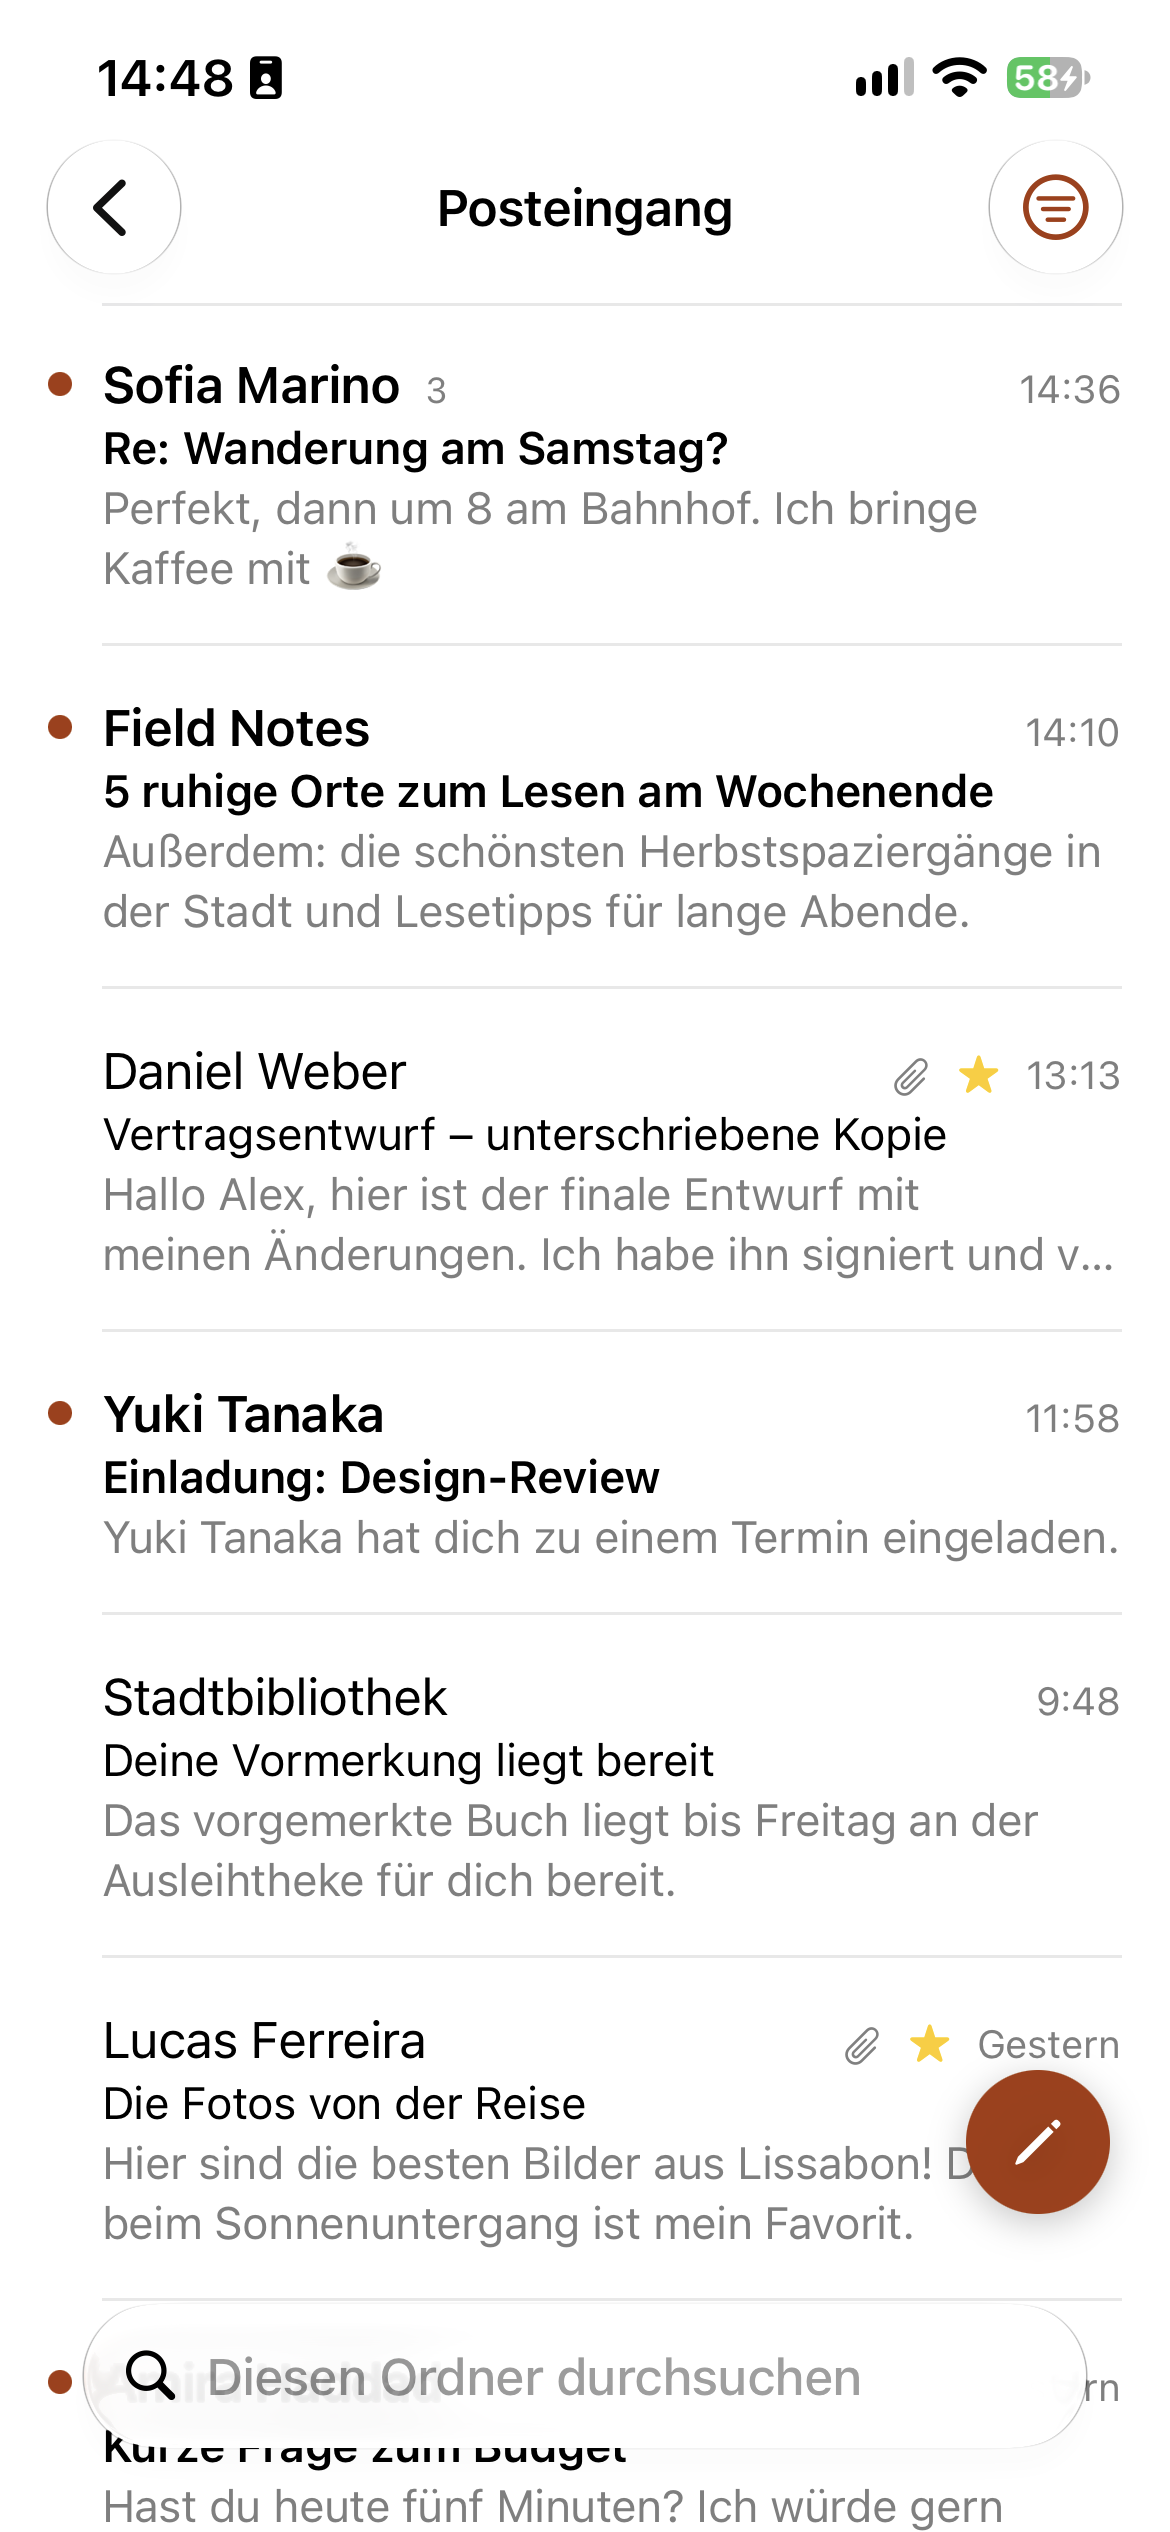 14:48
58
Posteingang
Sofia Marino 3 14:36
Re: Wanderung am Samstag?
Perfekt, dann um 8 am Bahnhof. Ich bringe
Kaffee mit ☕
Field Notes 14:10
5 ruhige Orte zum Lesen am Wochenende
Außerdem: die schönsten Herbstspaziergänge in
der Stadt und Lesetipps für lange Abende.
Daniel Weber 13:13
Vertragsentwurf – unterschriebene Kopie
Hallo Alex, hier ist der finale Entwurf mit
meinen Änderungen. Ich habe ihn signiert und v...
Yuki Tanaka 11:58
Einladung: Design-Review
Yuki Tanaka hat dich zu einem Termin eingeladen.
Stadtbibliothek 9:48
Deine Vormerkung liegt bereit
Das vorgemerkte Buch liegt bis Freitag an der
Ausleihtheke für dich bereit.
Lucas Ferreira Gestern
Die Fotos von der Reise
Hier sind die besten Bilder aus Lissabon!
beim Sonnenuntergang ist mein Favorit.
Diesen Ordner durchsuchen
Kurze Frage zum Budget
Hast du heute fünf Minuten? Ich würde gern